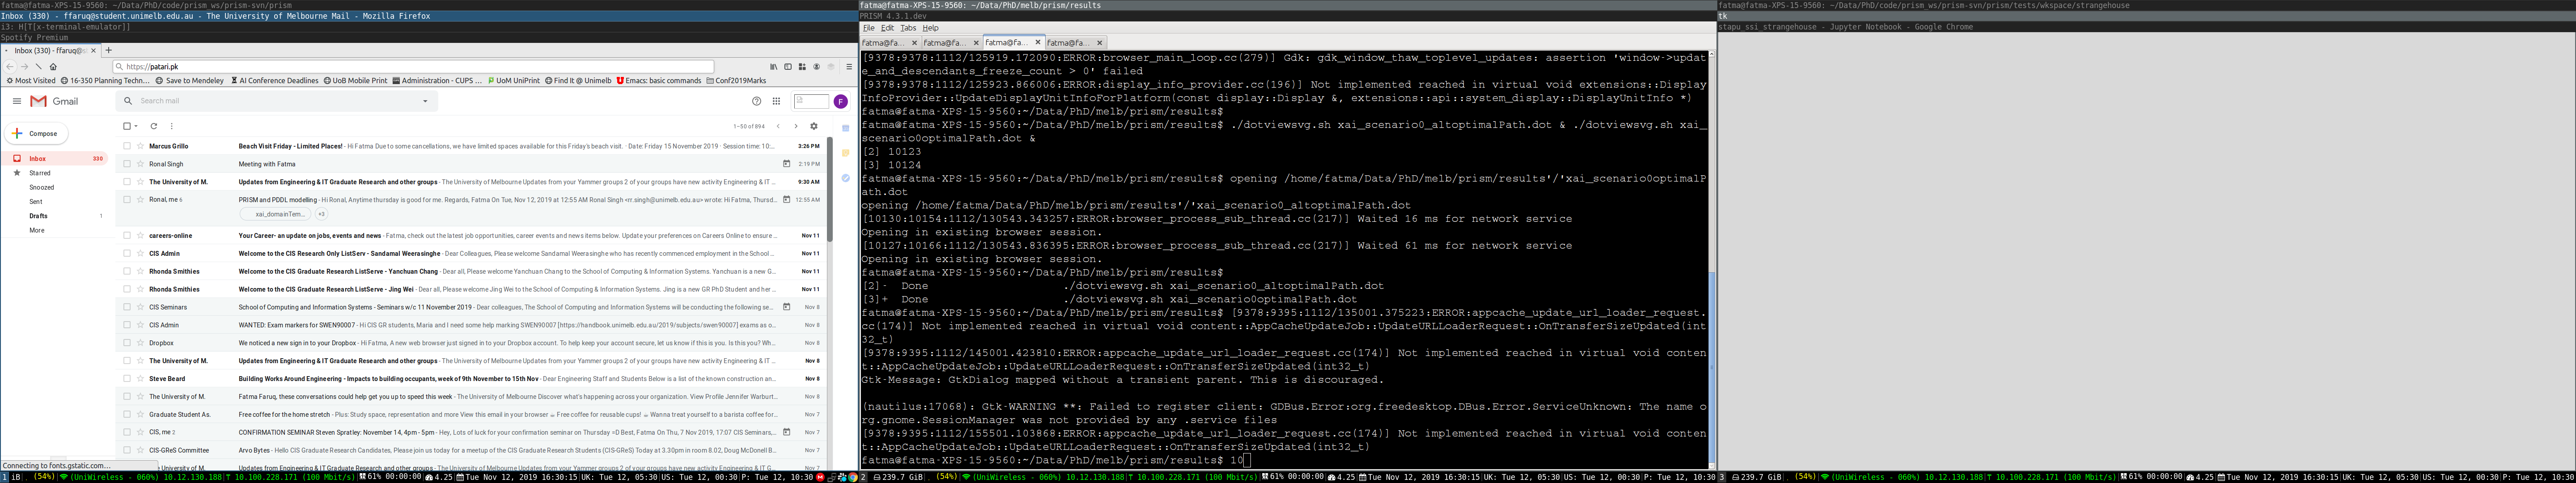 fatma@fatma-XPS-15-9560: ~/Data/PhD/code/prism_ws/prism-svn/prism
Inbox (330) - ffaruq@student.unimelb.edu.au - The University of Melbourne Mail - Mozilla Firefox
i3: H[T[x-terminal-emulator]]
Spotify Premium
Inbox (330) - ffaruq@s
https://patari.pk
Most Visited 16-350 Planning Techn... Save to Mendeley AI Conference Deadlines UoB Mobile Print Administration - CUPS ... UoM UniPrint Find It @ Unimelb Emacs: basic commands Conf2019Marks
Gmail
Search mail
F
Compose
1–50 of 894
Inbox 330
Starred
Snoozed
Sent
Drafts 1
More
Marcus Grillo Beach Visit Friday - Limited Places! - Hi Fatma Due to some cancellations, we have limited spaces available for this Friday's beach visit. · Date: Friday 15 November 2019 · Session time: 10:... 3:26 PM
Ronal Singh Meeting with Fatma 2:19 PM
The University of M. Updates from Engineering & IT Graduate Research and other groups - The University of Melbourne Updates from your Yammer groups 2 of your groups have new activity Engineering & IT ... 9:30 AM
Ronal, me 6 PRISM and PDDL modelling - Hi Ronal, Anytime thursday is good for me. Regards, Fatma On Tue, Nov 12, 2019 at 12:55 AM Ronal Singh <rr.singh@unimelb.edu.au> wrote: Hi Fatma, Thursd... 12:55 AM
xai_domainTem... +3
careers-online Your Career- an update on jobs, events and news - Fatma, check out the latest job opportunities, career events and news items below. Update your preferences on Careers Online to ensure ... Nov 11
CIS Admin Welcome to the CIS Research Only ListServ - Sandamal Weerasinghe - Dear Colleagues, Please welcome Sandamal Weerasinghe who has recently commenced employment in the School ... Nov 11
Rhonda Smithies Welcome to the CIS Graduate Research ListServe - Yanchuan Chang - Dear all, Please welcome Yanchuan Chang to the School of Computing & Information Systems. Yanchuan is a new G... Nov 11
Rhonda Smithies Welcome to the CIS Graduate Research ListServe - Jing Wei - Dear all, Please welcome Jing Wei to the School of Computing & Information Systems. Jing is a new GR PhD Student and her ... Nov 11
CIS Seminars School of Computing and Information Systems - Seminars w/c 11 November 2019 - Dear colleagues, The School of Computing and Information Systems will be conducting the following se... Nov 8
CIS Admin WANTED: Exam markers for SWEN90007 - Hi CIS GR students, Maria and I need some help marking SWEN90007 [https://handbook.unimelb.edu.au/2019/subjects/swen90007] exams as o... Nov 8
Dropbox We noticed a new sign in to your Dropbox - Hi Fatma, A new web browser just signed in to your Dropbox account. To help keep your account secure, let us know if this is you. Is this you? Wh... Nov 8
The University of M. Updates from Engineering & IT Graduate Research and other groups - The University of Melbourne Updates from your Yammer groups 2 of your groups have new activity Engineering & IT ... Nov 8
Steve Beard Building Works Around Engineering - Impacts to building occupants, week of 9th November to 15th Nov - Dear Engineering Staff and Students Below is a list of the known construction an... Nov 8
The University of M. Fatma Faruq, these conversations could help get you up to speed this week - The University of Melbourne Discover what's happening across your organization. View Profile Jennifer Warburt... Nov 8
Graduate Student As. Free coffee for the home stretch - Plus: Study space, representation and more View this email in your browser Free coffee for reusable cups! Wanna treat yourself to a barista coffee for... Nov 7
CIS, me 2 CONFIRMATION SEMINAR Steven Spratley: November 14, 4pm - 5pm - Hey, Lots of luck for your confirmation seminar on Thursday =D Best, Fatma On Thu, 7 Nov 2019, 17:07 CIS Seminars,... Nov 7
CIS-GReS Committee Arvo Bytes - Hello CIS Graduate Research Candidates, Please join us today for a meetup of the CIS Graduate Research Students (CIS-GReS) Today at 3.30pm in room 8.02, Doug McDonell B... Nov 7
University of M. Updates from Engineering & IT Graduate Research and other groups - The University of Melbourne Updates from your Yammer groups 2 of your groups have new activity Engineering & IT ... Nov 7
Connecting to fonts.gstatic.com...
1 iB (54%) (UniWireless - 060%) 10.12.130.188 10.100.228.171 (100 Mbit/s) 61% 00:00:00 4.25 Tue Nov 12, 2019 16:30:15 UK: Tue 12, 05:30 US: Tue 12, 00:30 P: Tue 12, 10:30
fatma@fatma-XPS-15-9560: ~/Data/PhD/melb/prism/results
PRISM 4.3.1.dev
File Edit Tabs Help
fatma@fa... fatma@fa... fatma@fa... fatma@fa...
[9378:9378:1112/125919.172090:ERROR:browser_main_loop.cc(279)] Gdk: gdk_window_thaw_toplevel_updates: assertion 'window->updat
e_and_descendants_freeze_count > 0' failed
[9378:9378:1112/125923.866006:ERROR:display_info_provider.cc(196)] Not implemented reached in virtual void extensions::Display
InfoProvider::UpdateDisplayUnitInfoForPlatform(const display::Display &, extensions::api::system_display::DisplayUnitInfo *)
fatma@fatma-XPS-15-9560:~/Data/PhD/melb/prism/results$
fatma@fatma-XPS-15-9560:~/Data/PhD/melb/prism/results$ ./dotviewsvg.sh xai_scenario0_altoptimalPath.dot & ./dotviewsvg.sh xai_
scenario0optimalPath.dot &
[2] 10123
[3] 10124
fatma@fatma-XPS-15-9560:~/Data/PhD/melb/prism/results$ opening /home/fatma/Data/PhD/melb/prism/results'/'xai_scenario0optimalP
ath.dot
opening /home/fatma/Data/PhD/melb/prism/results'/'xai_scenario0_altoptimalPath.dot
[10130:10154:1112/130543.343257:ERROR:browser_process_sub_thread.cc(217)] Waited 16 ms for network service
Opening in existing browser session.
[10127:10166:1112/130543.836395:ERROR:browser_process_sub_thread.cc(217)] Waited 61 ms for network service
Opening in existing browser session.
fatma@fatma-XPS-15-9560:~/Data/PhD/melb/prism/results$
[2]- Done ./dotviewsvg.sh xai_scenario0_altoptimalPath.dot
[3]+ Done ./dotviewsvg.sh xai_scenario0optimalPath.dot
fatma@fatma-XPS-15-9560:~/Data/PhD/melb/prism/results$ [9378:9395:1112/135001.375223:ERROR:appcache_update_url_loader_request.
cc(174)] Not implemented reached in virtual void content::AppCacheUpdateJob::UpdateURLLoaderRequest::OnTransferSizeUpdated(int
32_t)
[9378:9395:1112/145001.423810:ERROR:appcache_update_url_loader_request.cc(174)] Not implemented reached in virtual void conten
t::AppCacheUpdateJob::UpdateURLLoaderRequest::OnTransferSizeUpdated(int32_t)
Gtk-Message: GtkDialog mapped without a transient parent. This is discouraged.
(nautilus:17068): Gtk-WARNING **: Failed to register client: GDBus.Error:org.freedesktop.DBus.Error.ServiceUnknown: The name o
rg.gnome.SessionManager was not provided by any .service files
[9378:9395:1112/155501.103868:ERROR:appcache_update_url_loader_request.cc(174)] Not implemented reached in virtual void conten
t::AppCacheUpdateJob::UpdateURLLoaderRequest::OnTransferSizeUpdated(int32_t)
fatma@fatma-XPS-15-9560:~/Data/PhD/melb/prism/results$ 10
2 239.7 GiB (54%) (UniWireless - 060%) 10.12.130.188 10.100.228.171 (100 Mbit/s) 61% 00:00:00 4.25 Tue Nov 12, 2019 16:30:15 UK: Tue 12, 05:30 US: Tue 12, 00:30 P: Tue 12, 10:30
fatma@fatma-XPS-15-9560: ~/Data/PhD/code/prism_ws/prism-svn/prism/tests/wkspace/strangehouse
tk
stapu_ssi_strangehouse - Jupyter Notebook - Google Chrome
3 239.7 GiB (54%) (UniWireless - 060%) 10.12.130.188 10.100.228.171 (100 Mbit/s) 61% 00:00:00 4.25 Tue Nov 12, 2019 16:30:15 UK: Tue 12, 05:30 US: Tue 12, 00:30 P: Tue 12, 10:30